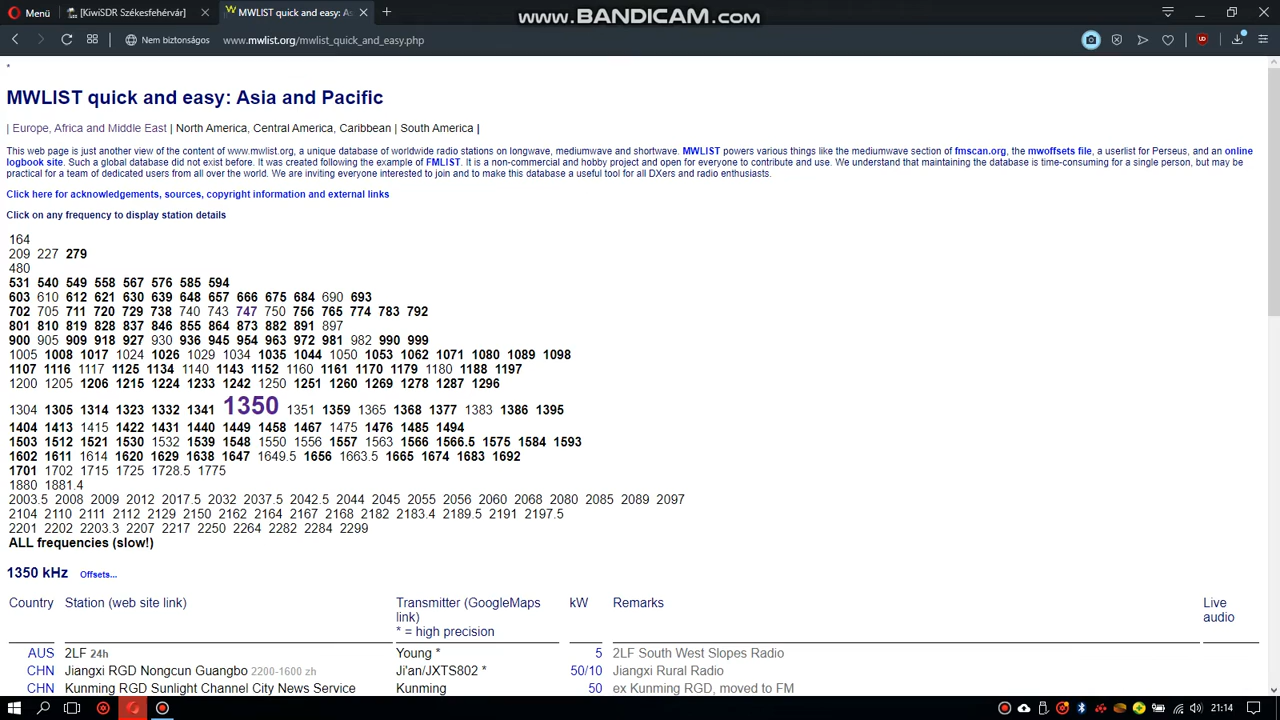 Menü
[KiwiSDR Székesfehérvár]
MWLIST quick and easy: As
www.BANDICAM.com
Nem biztonságos
www.mwlist.org/mwlist_quick_and_easy.php
*
MWLIST quick and easy: Asia and Pacific
| Europe, Africa and Middle East | North America, Central America, Caribbean | South America |
This web page is just another view of the content of www.mwlist.org, a unique database of worldwide radio stations on longwave, mediumwave and shortwave. MWLIST powers various things like the mediumwave section of fmscan.org, the mwoffsets file, a userlist for Perseus, and an online
logbook site. Such a global database did not exist before. It was created following the example of FMLIST. It is a non-commercial and hobby project and open for everyone to contribute and use. We understand that maintaining the database is time-consuming for a single person, but may be
practical for a team of dedicated users from all over the world. We are inviting everyone interested to join and to make this database a useful tool for all DXers and radio enthusiasts.
Click here for acknowledgements, sources, copyright information and external links
Click on any frequency to display station details
164
209 227 279
480
531 540 549 558 567 576 585 594
603 610 612 621 630 639 648 657 666 675 684 690 693
702 705 711 720 729 738 740 743 747 750 756 765 774 783 792
801 810 819 828 837 846 855 864 873 882 891 897
900 905 909 918 927 930 936 945 954 963 972 981 982 990 999
1005 1008 1017 1024 1026 1029 1034 1035 1044 1050 1053 1062 1071 1080 1089 1098
1107 1116 1117 1125 1134 1140 1143 1152 1160 1161 1170 1179 1180 1188 1197
1200 1205 1206 1215 1224 1233 1242 1250 1251 1260 1269 1278 1287 1296
1304 1305 1314 1323 1332 1341 1350 1351 1359 1365 1368 1377 1383 1386 1395
1404 1413 1415 1422 1431 1440 1449 1458 1467 1475 1476 1485 1494
1503 1512 1521 1530 1532 1539 1548 1550 1556 1557 1563 1566 1566.5 1575 1584 1593
1602 1611 1614 1620 1629 1638 1647 1649.5 1656 1663.5 1665 1674 1683 1692
1701 1702 1715 1725 1728.5 1775
1880 1881.4
2003.5 2008 2009 2012 2017.5 2032 2037.5 2042.5 2044 2045 2055 2056 2060 2068 2080 2085 2089 2097
2104 2110 2111 2112 2129 2150 2162 2164 2167 2168 2182 2183.4 2189.5 2191 2197.5
2201 2202 2203.3 2207 2217 2250 2264 2282 2284 2299
ALL frequencies (slow!)
1350 kHz Offsets...
Country Station (web site link) Transmitter (GoogleMaps kW Remarks Live
link) audio
* = high precision
AUS 2LF 24h Young * 5 2LF South West Slopes Radio
CHN Jiangxi RGD Nongcun Guangbo 2200-1600 zh Ji'an/JXTS802 * 50/10 Jiangxi Rural Radio
CHN Kunming RGD Sunlight Channel City News Service Kunming 50 ex Kunming RGD, moved to FM
21:14